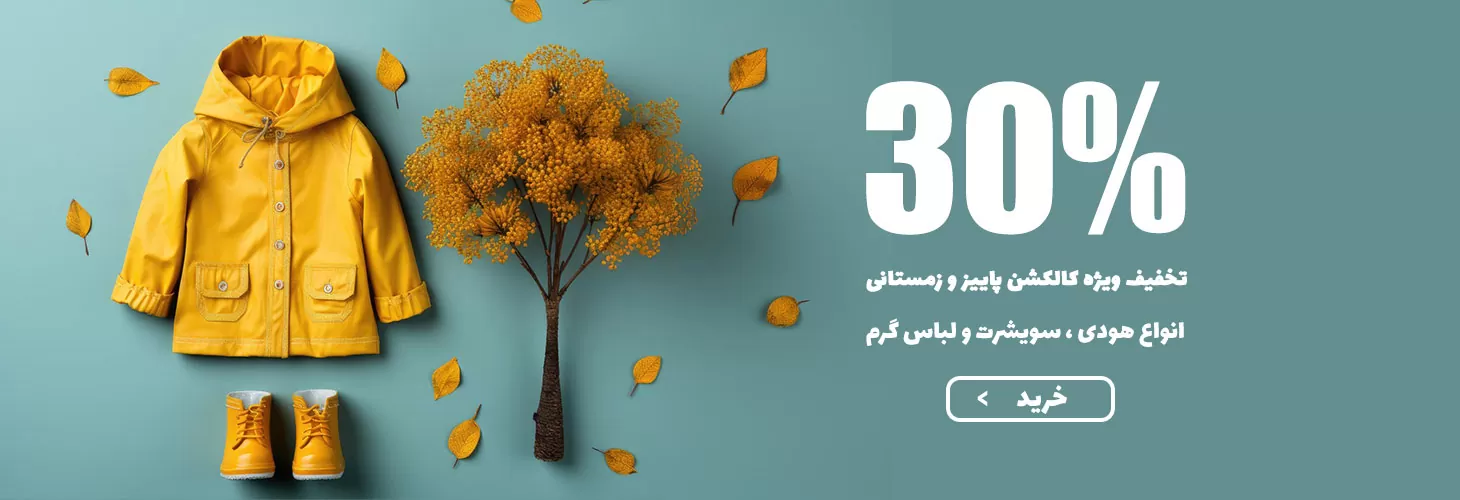 30%
تخفیف ویژه کالکشن پاییز و زمستانی
انواع هودی ، سویشرت و لباس گرم
خرید >